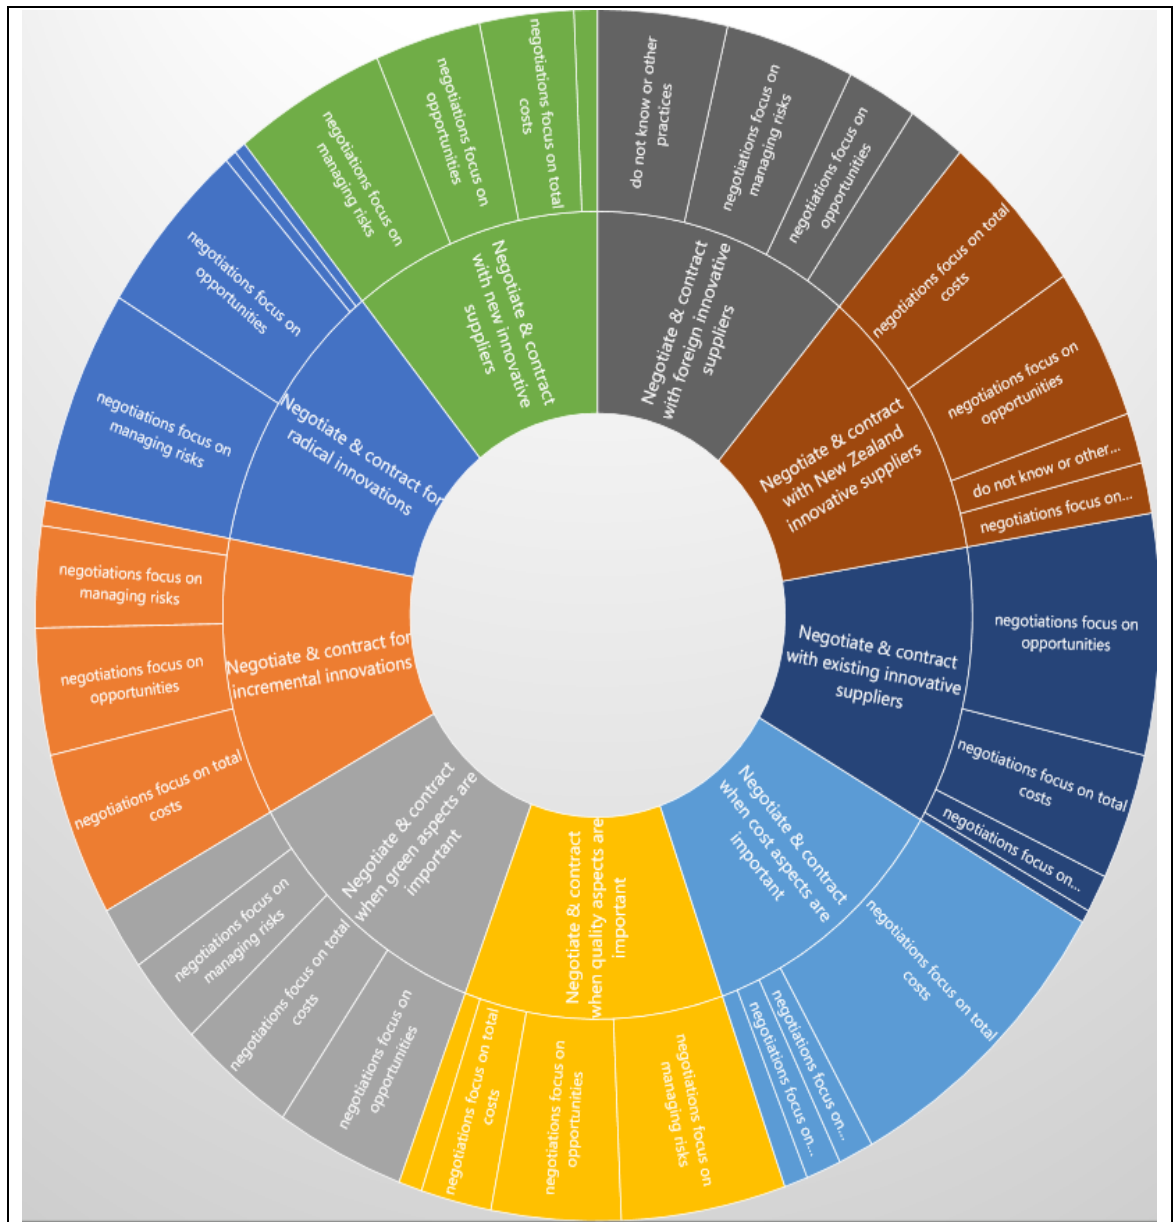 do not know or other
practices
negotiations focus on
managing risks
negotiations focus on
opportunities
Negotiate & contract
with foreign innovative
suppliers
negotiations focus on total
costs
negotiations focus on
opportunities
do not know or other...
negotiations focus on...
Negotiate & contract
with New Zealand
innovative suppliers
negotiations focus on
opportunities
negotiations focus on total
costs
negotiations focus on...
Negotiate & contract
with existing innovative
suppliers
negotiations focus on total
costs
negotiations focus on...
negotiations focus on...
Negotiate & contract
when cost aspects are
important
negotiations focus on
managing risks
negotiations focus on
opportunities
negotiations focus on total
costs
Negotiate & contract
when quality aspects are
important
negotiations focus on
opportunities
negotiations focus on total
costs
negotiations focus on
managing risks
Negotiate & contract
when green aspects are
important
negotiations focus on total
costs
negotiations focus on
opportunities
negotiations focus on
managing risks
Negotiate & contract for
incremental innovations
negotiations focus on
managing risks
negotiations focus on
opportunities
Negotiate & contract for
radical innovations
negotiations focus on
managing risks
negotiations focus on
opportunities
negotiations focus on total
costs
Negotiate & contract
with new innovative
suppliers